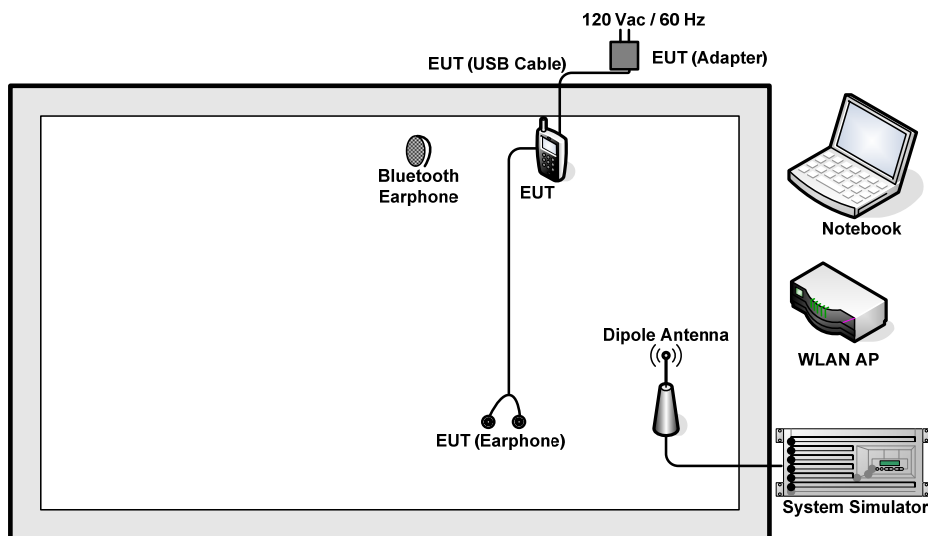 120 Vac / 60 Hz
EUT (USB Cable)
EUT (Adapter)
Bluetooth
Earphone
EUT
Notebook
WLAN AP
Dipole Antenna
EUT (Earphone)
System Simulator